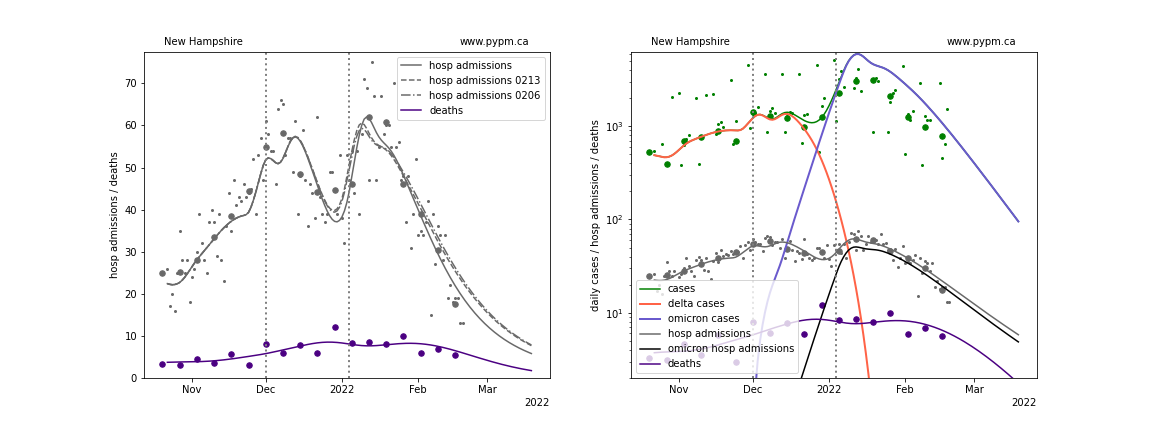 New Hampshire
www.pypm.ca
hosp admissions / deaths
70
60
50
40
30
20
10
0
Nov
Dec
2022
Feb
Mar
2022
hosp admissions
hosp admissions 0213
hosp admissions 0206
deaths
New Hampshire
www.pypm.ca
daily cases / hosp admissions / deaths
10³
10²
10¹
Nov
Dec
2022
Feb
Mar
2022
cases
delta cases
omicron cases
hosp admissions
omicron hosp admissions
deaths